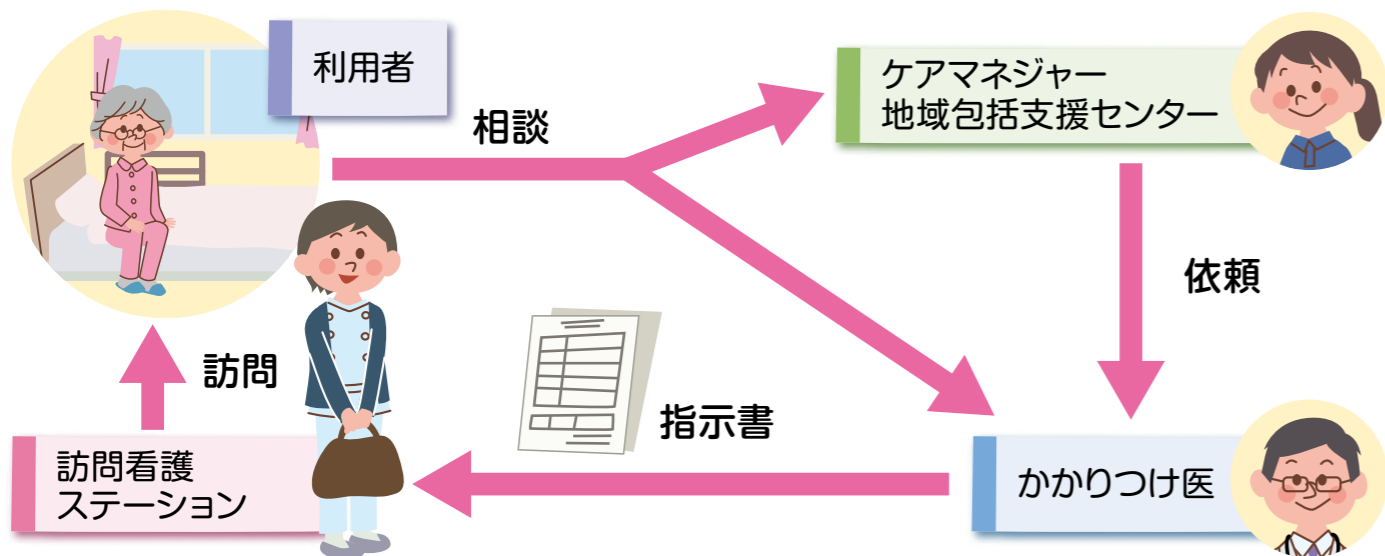 利用者
相談
ケアマネジャー
地域包括支援センター
依頼
訪問
指示書
訪問看護
ステーション
かかりつけ医